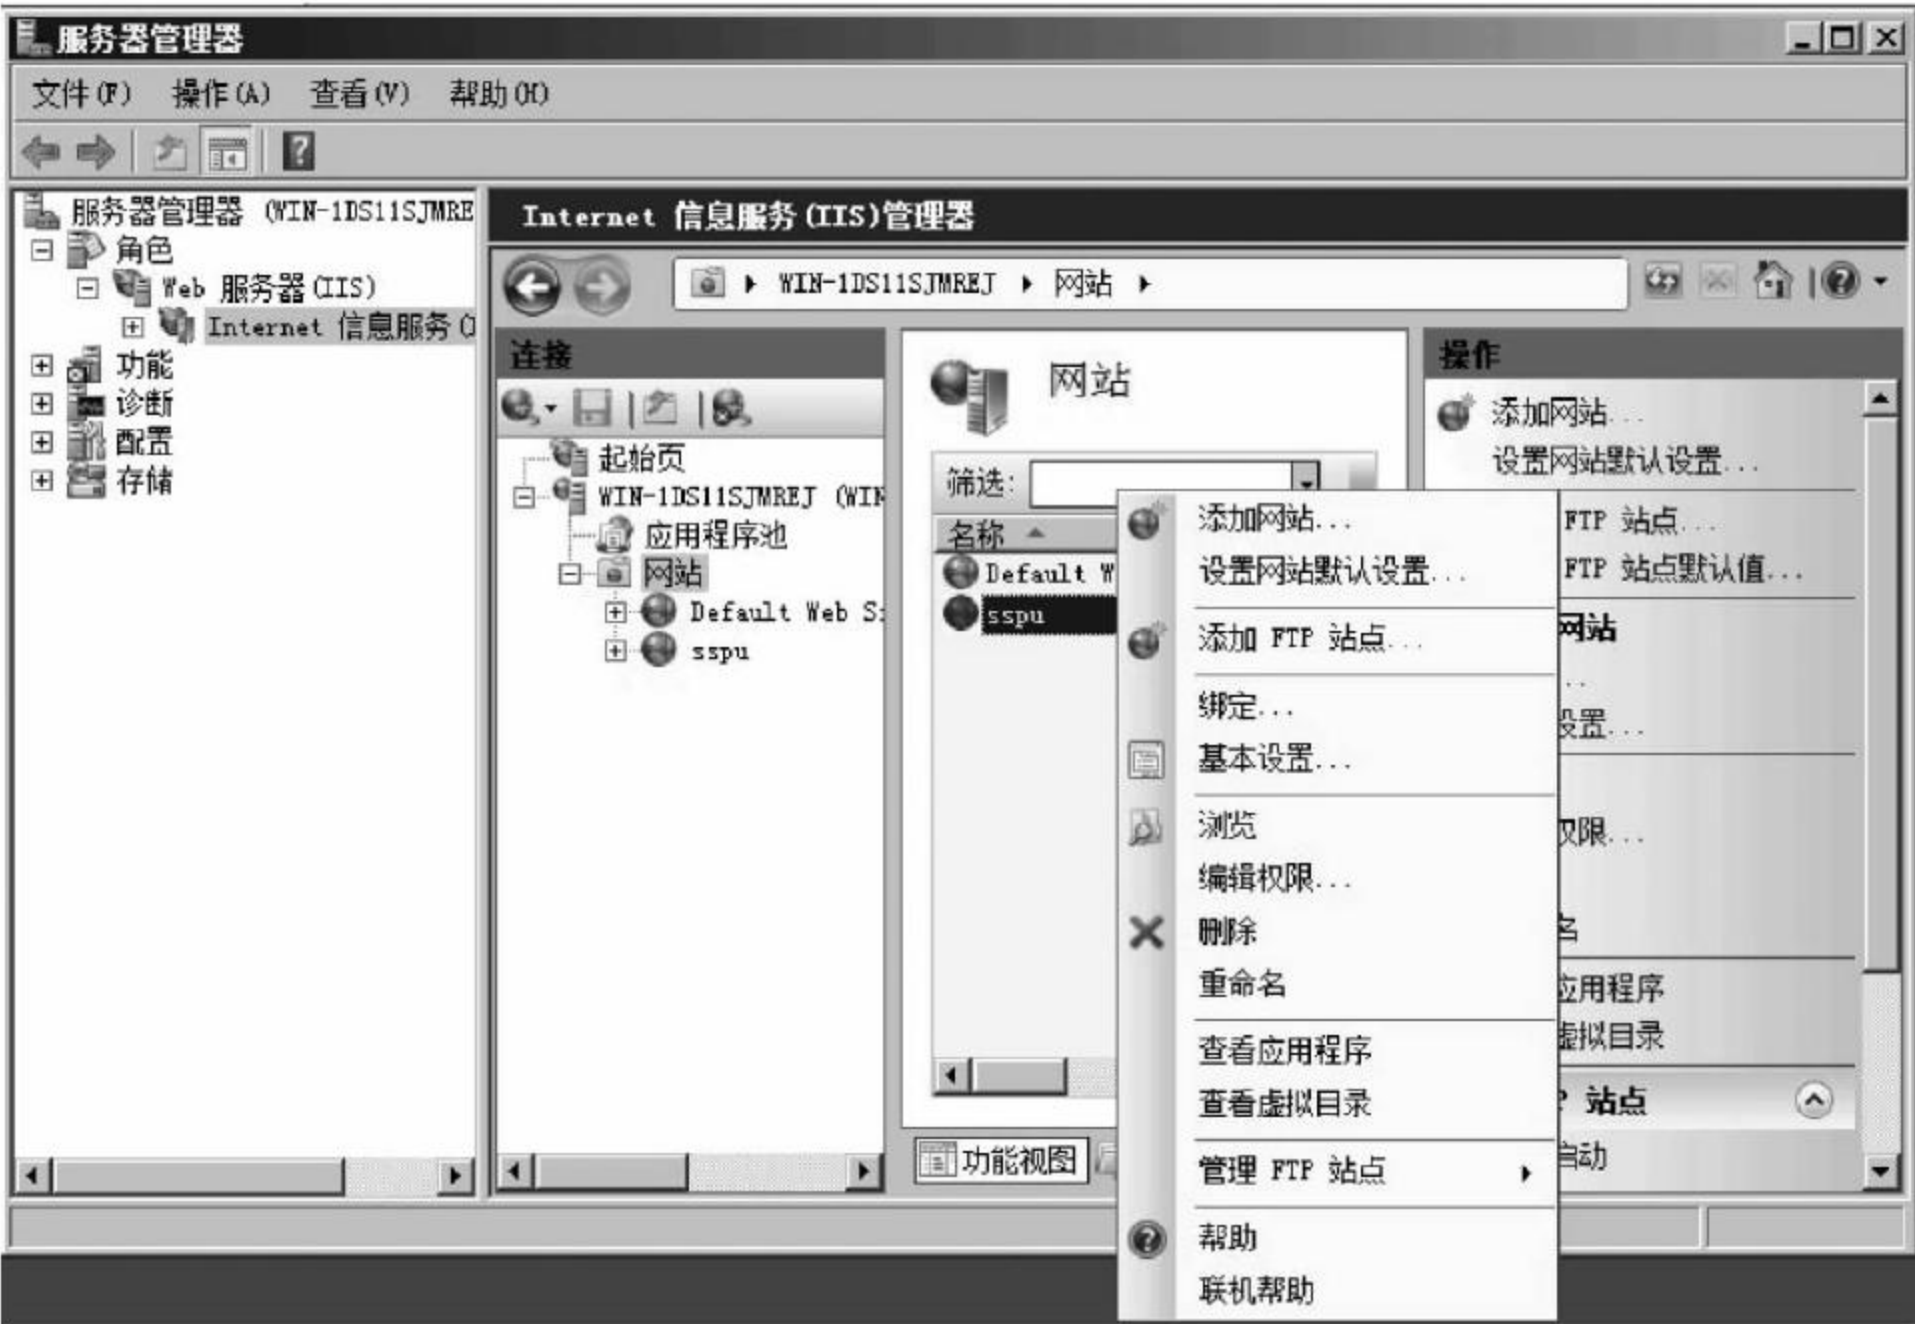 服务器管理器
文件(F) 操作(A) 查看(V) 帮助(H)
服务器管理器 (WIN-1DS11SJMRE
角色
Web 服务器(IIS)
Internet 信息服务(I
功能
诊断
配置
存储
Internet 信息服务(IIS)管理器
WIN-1DS11SJMREJ 网站
连接
起始页
WIN-1DS11SJMREJ (WIN
应用程序池
网站
Default Web Si
sspu
网站
筛选:
名称
Default W
sspu
功能视图
添加网站...
设置网站默认设置...
添加 FTP 站点...
绑定...
基本设置...
浏览
编辑权限...
删除
重命名
查看应用程序
查看虚拟目录
管理 FTP 站点
帮助
联机帮助
操作
添加网站...
设置网站默认设置...
FTP 站点...
FTP 站点默认值...
网站
...
设置...
权限...
名
应用程序
虚拟目录
站点
启动